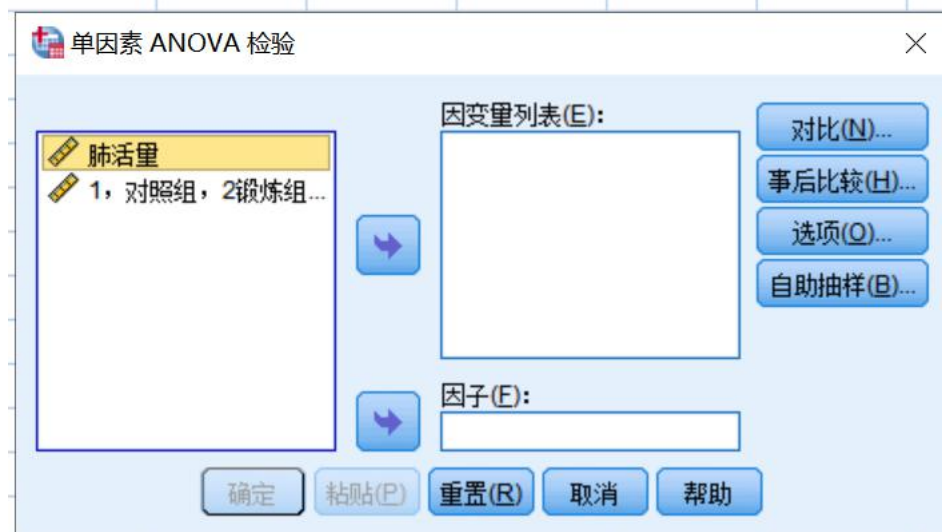 单因素 ANOVA 检验
肺活量
1，对照组，2锻炼组...
因变量列表(E):
因子(F):
对比(N)...
事后比较(H)...
选项(O)...
自助抽样(B)...
确定
粘贴(P)
重置(R)
取消
帮助